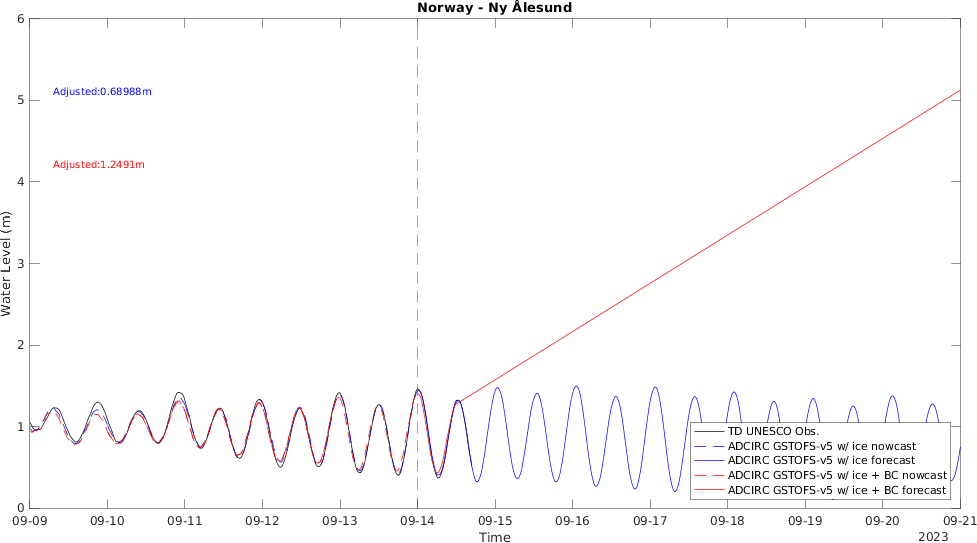 Norway - Ny Ålesund
6
5
4
3
2
1
0
Water Level (m)
Adjusted:0.68988m
Adjusted:1.2491m
TD UNESCO Obs.
ADCIRC GSTOFS-v5 w/ ice nowcast
ADCIRC GSTOFS-v5 w/ ice forecast
ADCIRC GSTOFS-v5 w/ ice + BC nowcast
ADCIRC GSTOFS-v5 w/ ice + BC forecast
09-09 09-10 09-11 09-12 09-13 09-14 09-15 09-16 09-17 09-18 09-19 09-20 09-21
Time
2023